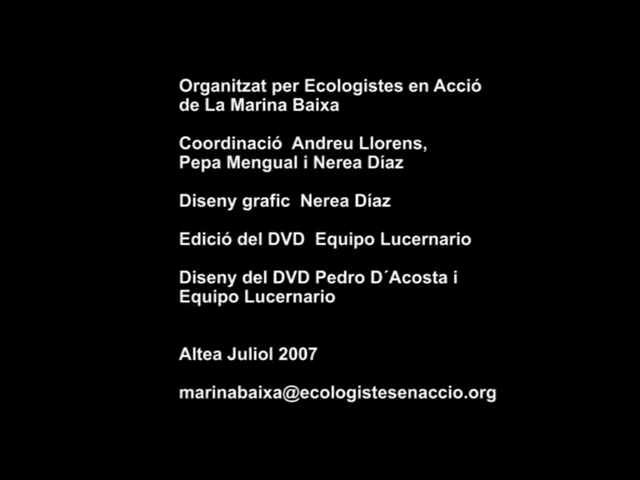 Organitzat per Ecologistes en Acció
de La Marina Baixa
Coordinació  Andreu Llorens,
Pepa Mengual i Nerea Díaz
Diseny grafic  Nerea Díaz
Edició del DVD  Equipo Lucernario
Diseny del DVD Pedro D´Acosta i
Equipo Lucernario
Altea Juliol 2007
marinabaixa@ecologistesenaccio.org